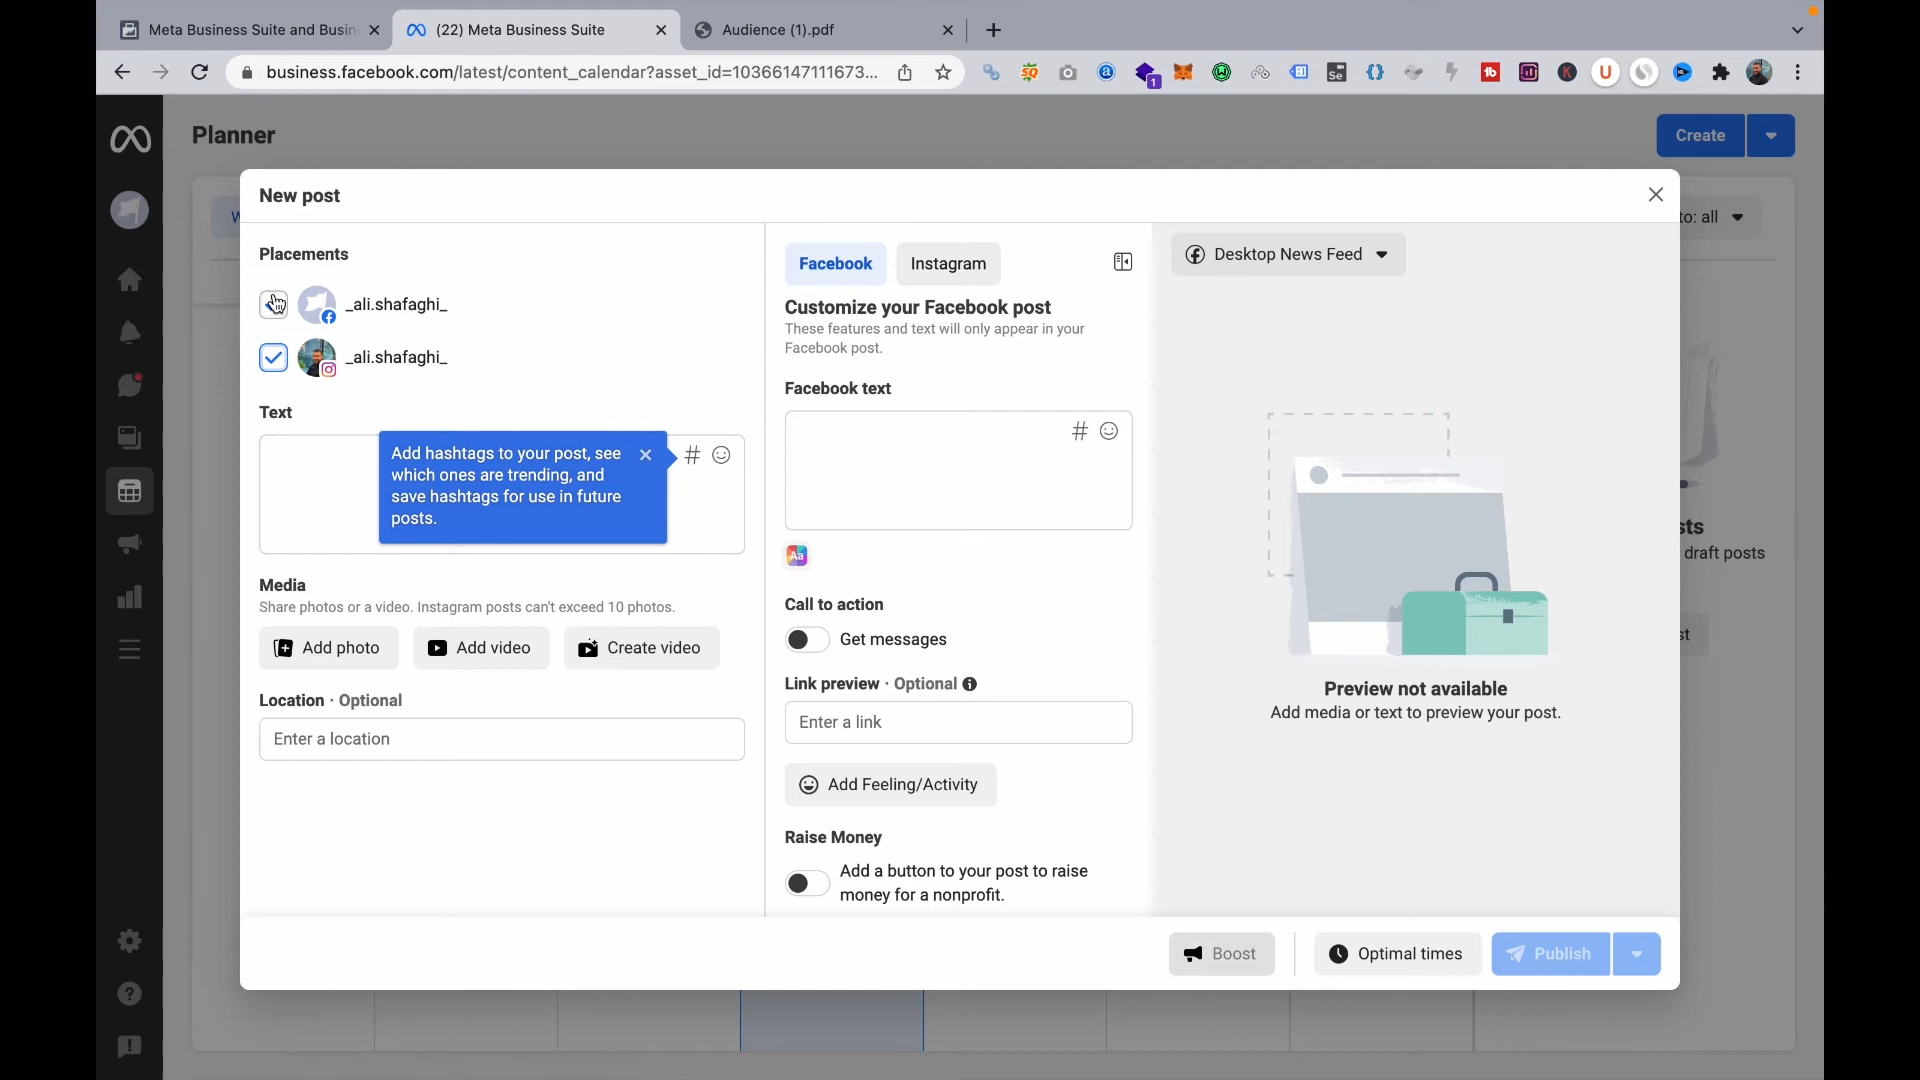 Meta Business Suite and Busin
(22) Meta Business Suite
Audience (1).pdf
business.facebook.com/latest/content_calendar?asset_id=10366147111673...
1
Se
K
U
Planner
Create
W
to: all
New post
Placements
_ali.shafaghi_
_ali.shafaghi_
Text
Add hashtags to your post, see
which ones are trending, and
save hashtags for use in future
posts.
Media
Share photos or a video. Instagram posts can't exceed 10 photos.
Add photo
Add video
Create video
Location · Optional
Enter a location
Facebook
Instagram
Customize your Facebook post
These features and text will only appear in your
Facebook post.
Facebook text
Aa
Call to action
Get messages
Link preview · Optional
Enter a link
Add Feeling/Activity
Raise Money
Add a button to your post to raise
money for a nonprofit.
Desktop News Feed
Preview not available
Add media or text to preview your post.
sts
draft posts
st
Boost
Optimal times
Publish